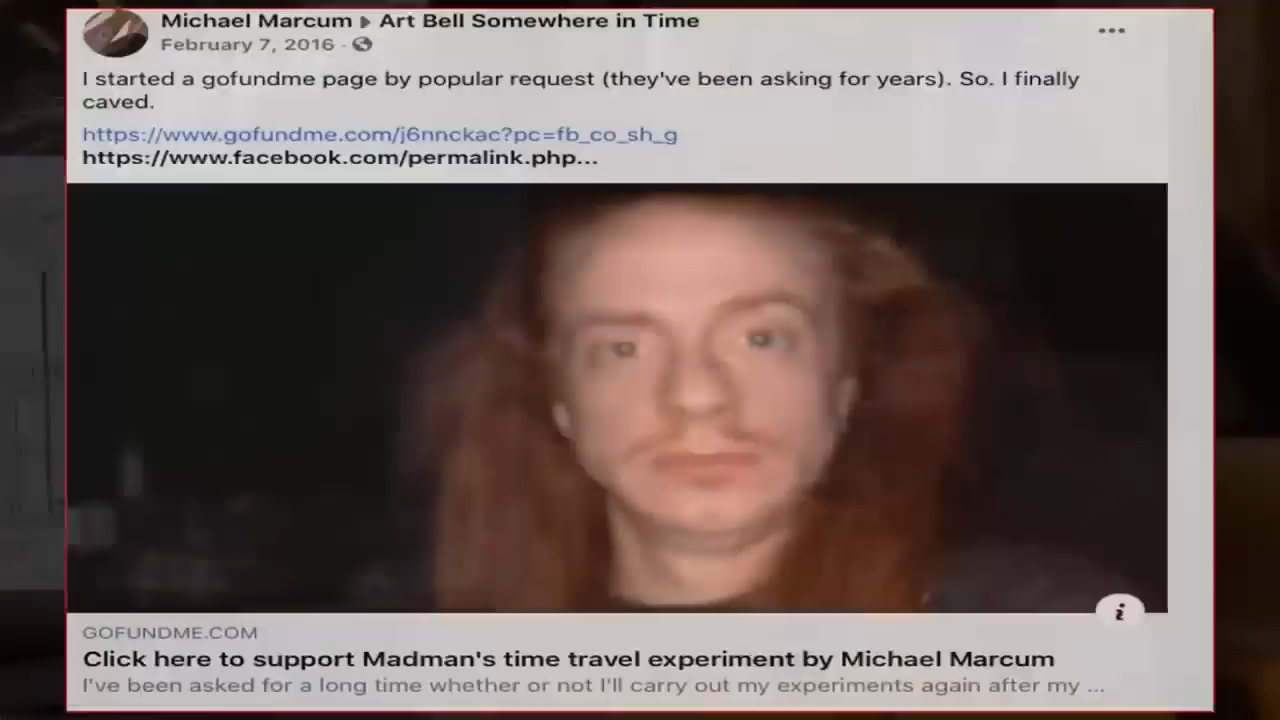 Michael Marcum ▸ Art Bell Somewhere in Time
February 7, 2016 ·
I started a gofundme page by popular request (they've been asking for years). So. I finally
caved.
https://www.gofundme.com/j6nnckac?pc=fb_co_sh_g
https://www.facebook.com/permalink.php...
GOFUNDME.COM
Click here to support Madman's time travel experiment by Michael Marcum
I've been asked for a long time whether or not I'll carry out my experiments again after my ...